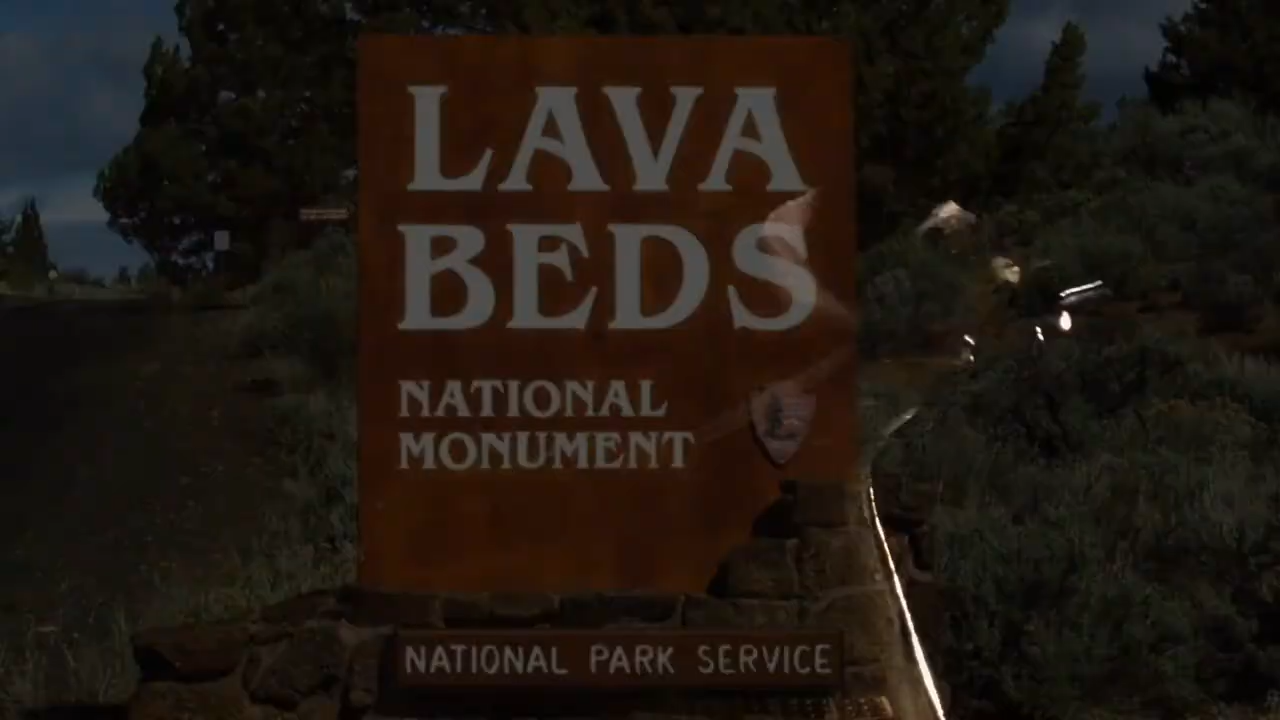 LAVA
BEDS
NATIONAL
MONUMENT
NATIONAL PARK SERVICE